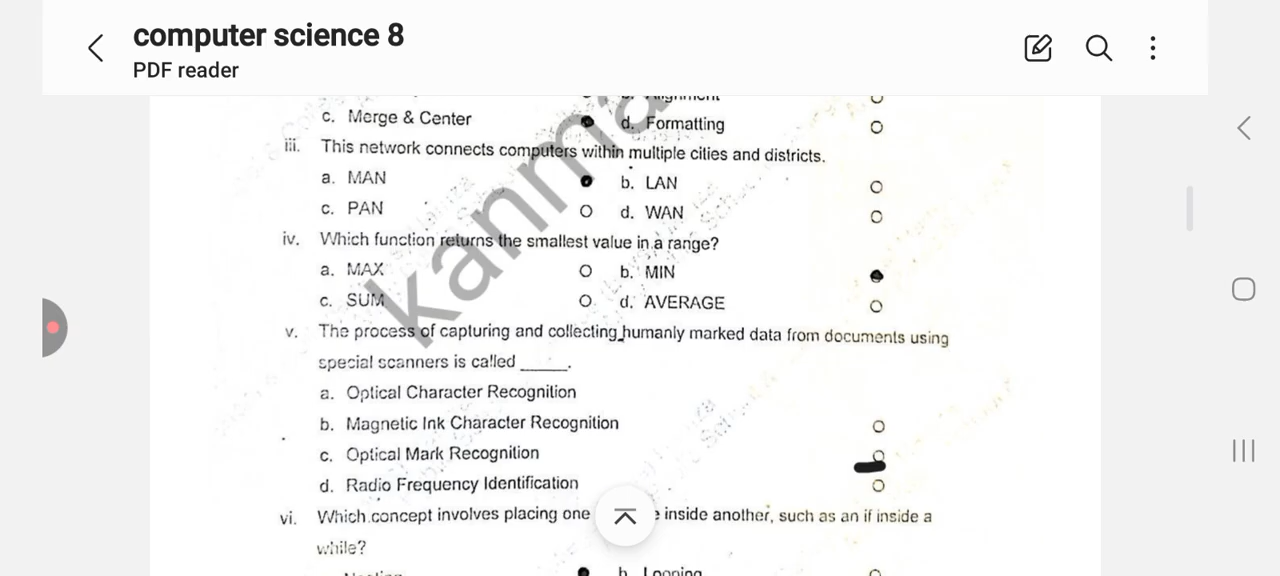 computer science 8
PDF reader
b. Alignment
c. Merge & Center
d. Formatting
iii. This network connects computers within multiple cities and districts.
a. MAN
b. LAN
c. PAN
d. WAN
iv. Which function returns the smallest value in a range?
a. MAX
b. MIN
c. SUM
d. AVERAGE
v. The process of capturing and collecting humanly marked data from documents using
special scanners is called _____.
a. Optical Character Recognition
b. Magnetic Ink Character Recognition
c. Optical Mark Recognition
d. Radio Frequency Identification
vi. Which concept involves placing one e inside another, such as an if inside a
while?
Nesting
b. Looping
kanma